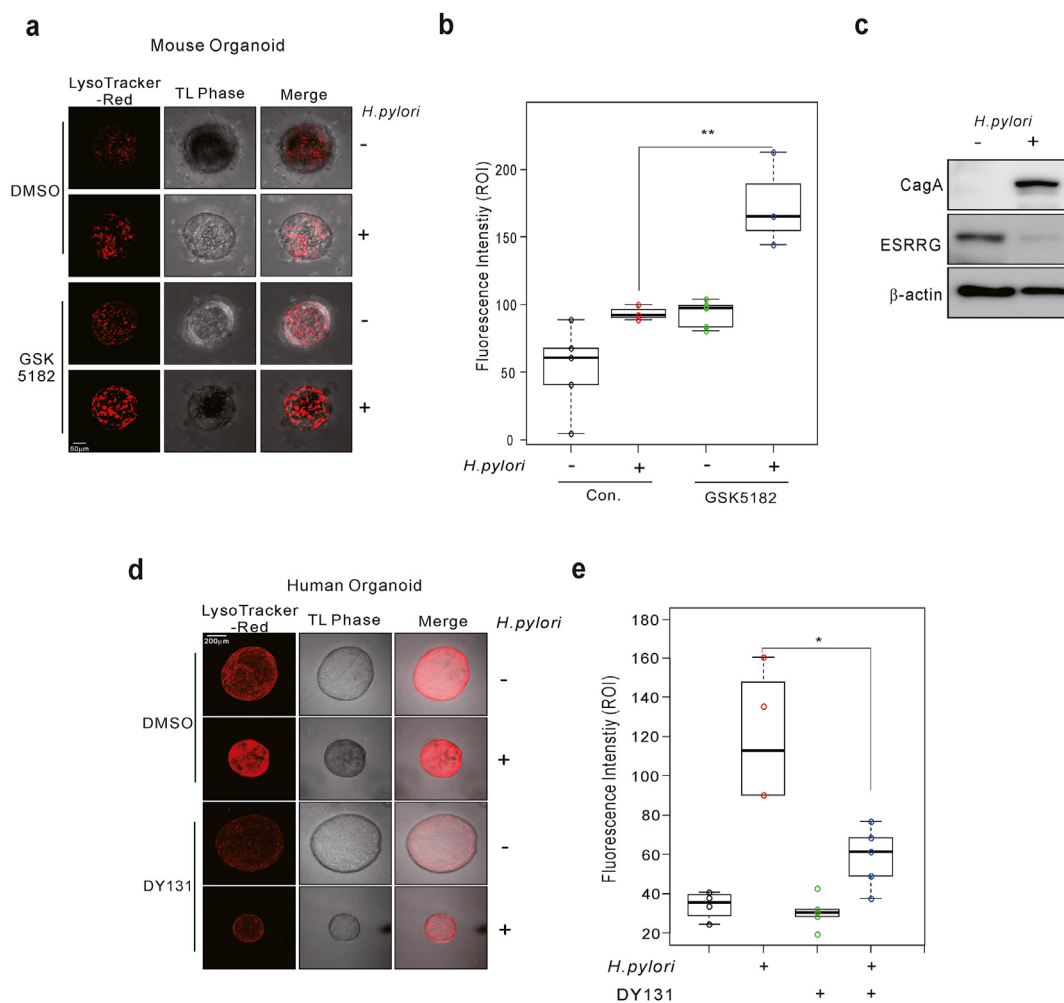 a
Mouse Organoid
LysoTracker
-Red
TL Phase
Merge
H.pylori
DMSO
-
+
GSK
5182
-
+
50μm
b
Fluorescence Intenstiy (ROI)
200
150
100
50
0
**
H.pylori
- + - +
Con.
GSK5182
c
H.pylori
- +
CagA
ESRRG
β-actin
d
Human Organoid
LysoTracker
-Red
TL Phase
Merge
H.pylori
200μm
DMSO
-
+
DY131
-
+
e
Fluorescence Intenstiy (ROI)
180
160
140
120
100
80
60
40
20
*
H.pylori + +
DY131 + +